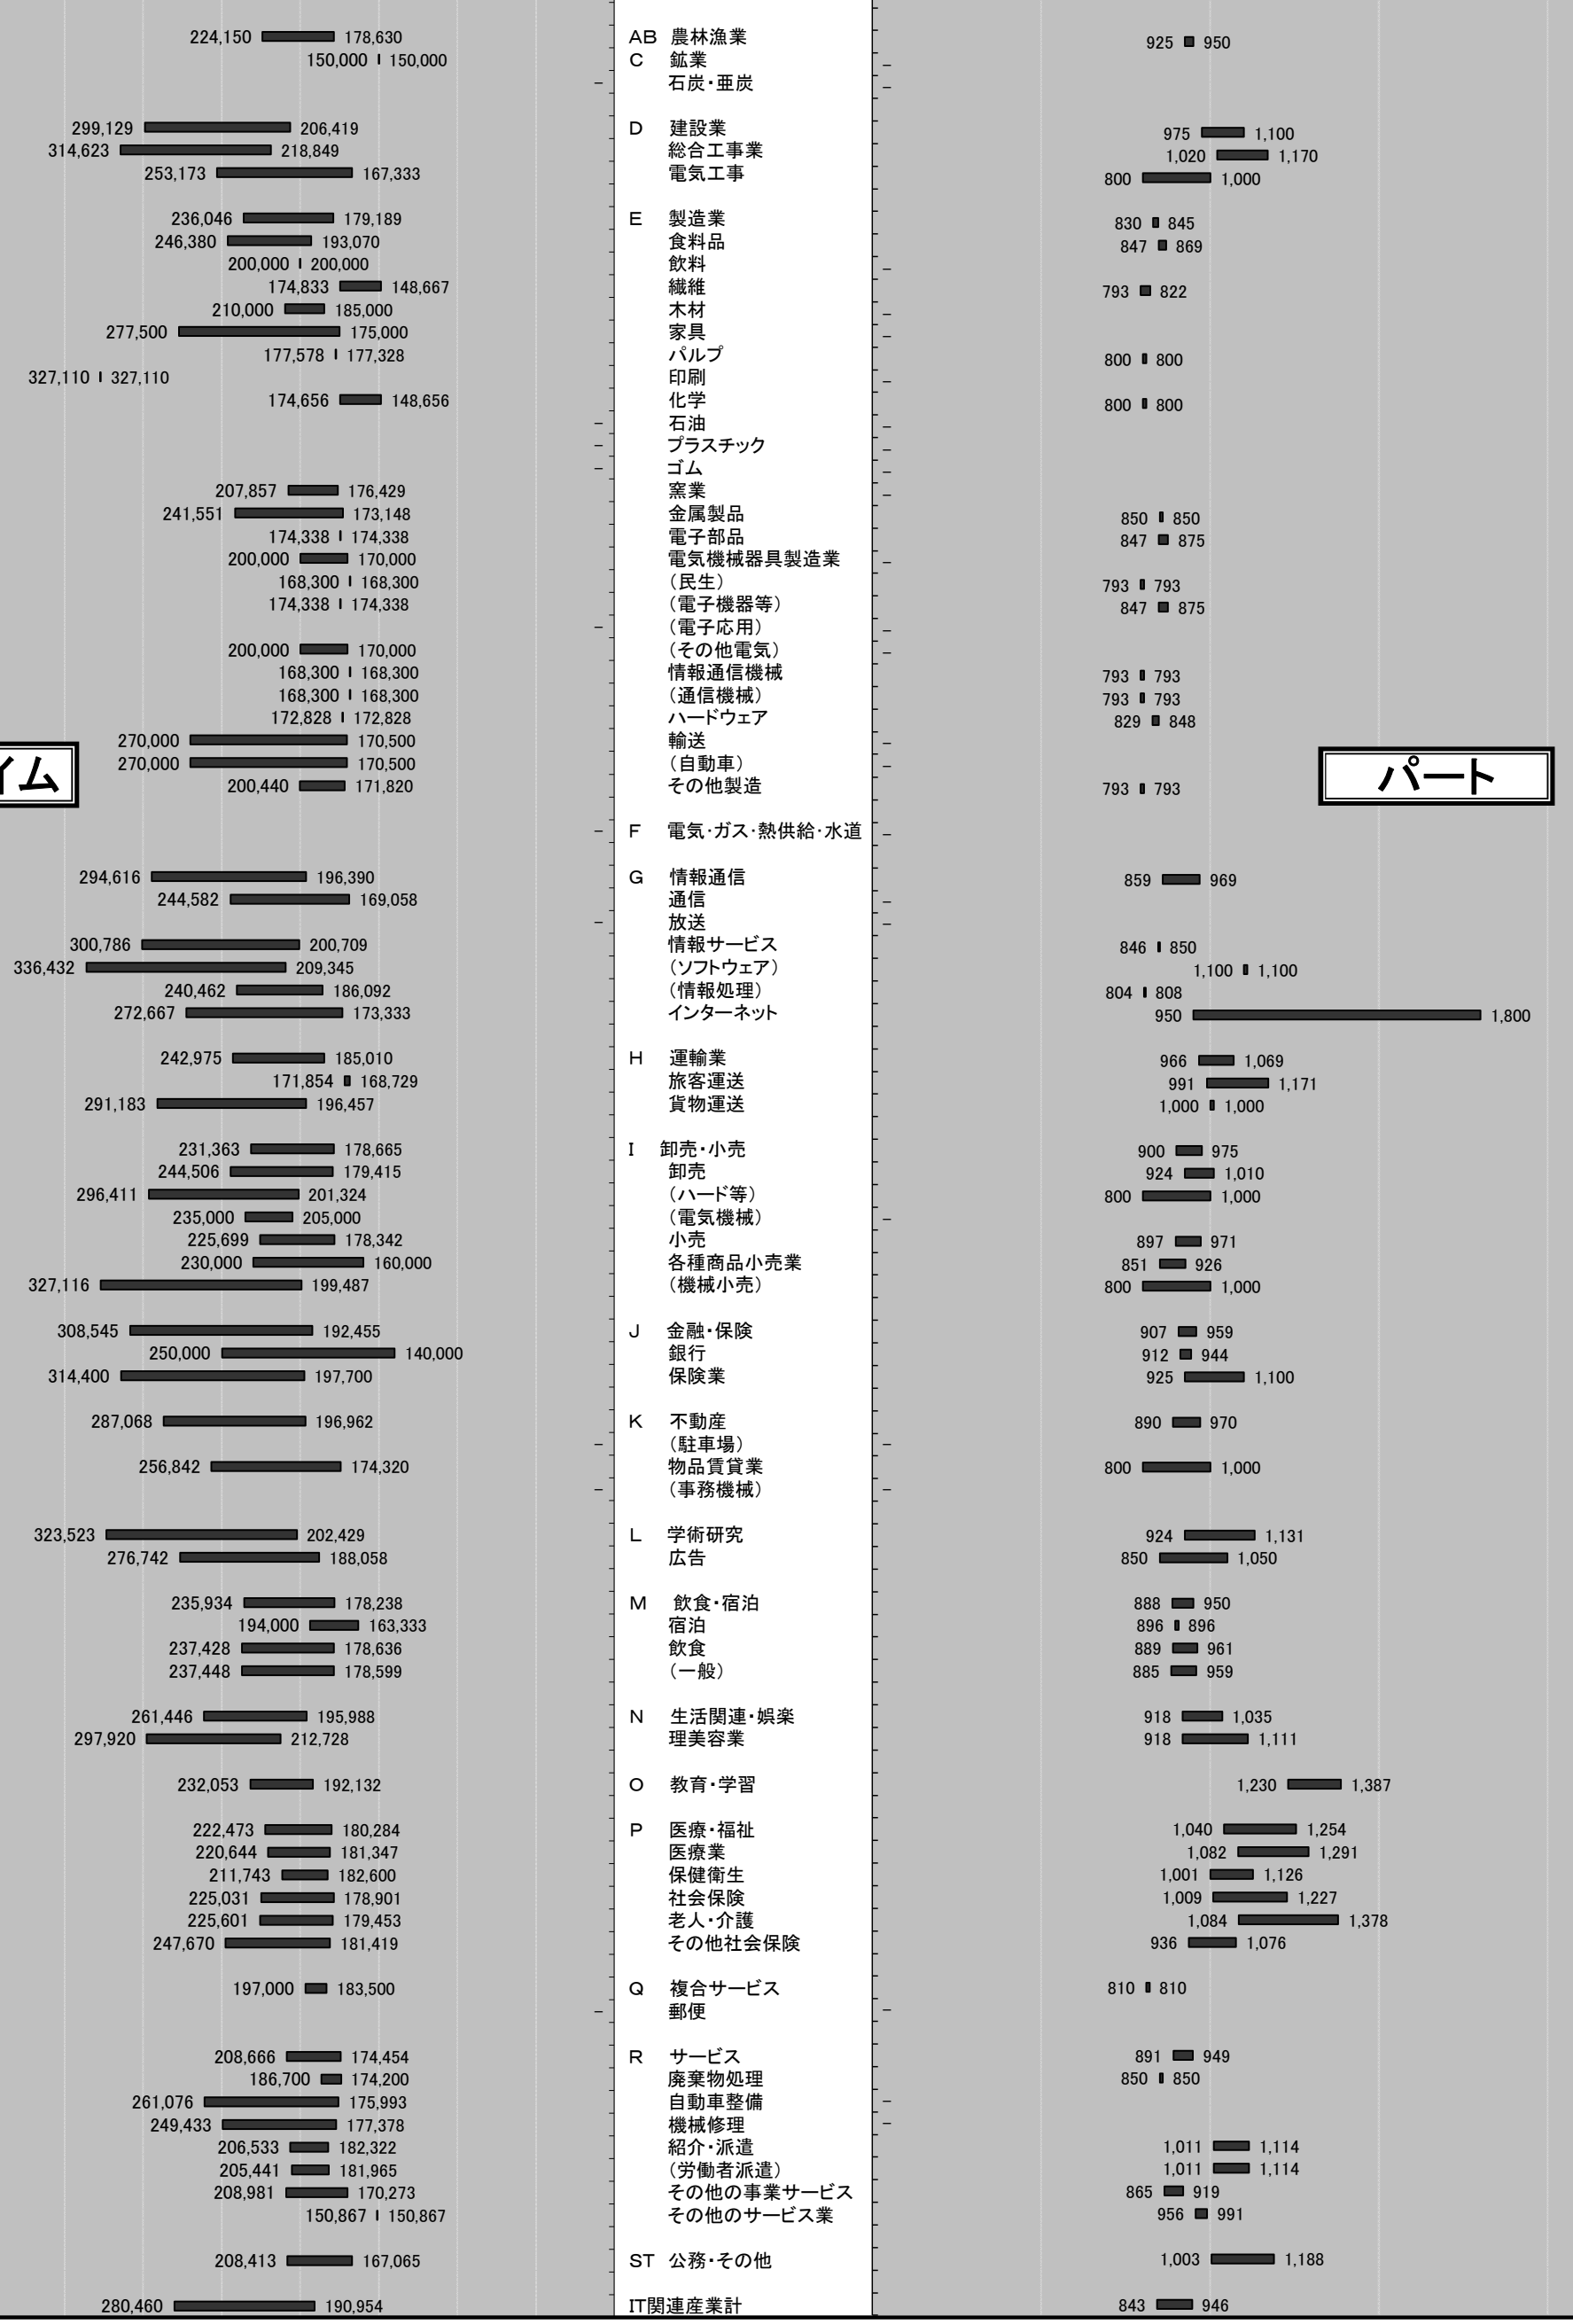 224,150 178,630 AB 農林漁業 925 950
150,000 150,000 C 鉱業
石炭・亜炭
299,129 206,419 D 建設業 975 1,100
314,623 218,849 総合工事業 1,020 1,170
253,173 167,333 電気工事 800 1,000
236,046 179,189 E 製造業 830 845
246,380 193,070 食料品 847 869
200,000 200,000 飲料
174,833 148,667 繊維 793 822
210,000 185,000 木材
277,500 175,000 家具
177,578 177,328 パルプ 800 800
327,110 327,110 印刷
174,656 148,656 化学 800 800
石油
プラスチック
ゴム
207,857 176,429 窯業
241,551 173,148 金属製品 850 850
174,338 174,338 電子部品 847 875
200,000 170,000 電気機械器具製造業
168,300 168,300 （民生） 793 793
174,338 174,338 （電子機器等） 847 875
（電子応用）
200,000 170,000 （その他電気）
168,300 168,300 情報通信機械 793 793
168,300 168,300 （通信機械） 793 793
172,828 172,828 ハードウェア 829 848
270,000 170,500 輸送
イム 270,000 170,500 （自動車） パート
200,440 171,820 その他製造 793 793
F 電気・ガス・熱供給・水道
294,616 196,390 G 情報通信 859 969
244,582 169,058 通信
放送
300,786 200,709 情報サービス 846 850
336,432 209,345 （ソフトウェア） 1,100 1,100
240,462 186,092 （情報処理） 804 808
272,667 173,333 インターネット 950 1,800
242,975 185,010 H 運輸業 966 1,069
171,854 168,729 旅客運送 991 1,171
291,183 196,457 貨物運送 1,000 1,000
231,363 178,665 I 卸売・小売 900 975
244,506 179,415 卸売 924 1,010
296,411 201,324 （ハード等） 800 1,000
235,000 205,000 （電気機械）
225,699 178,342 小売 897 971
230,000 160,000 各種商品小売業 851 926
327,116 199,487 （機械小売） 800 1,000
308,545 192,455 J 金融・保険 907 959
250,000 140,000 銀行 912 944
314,400 197,700 保険業 925 1,100
287,068 196,962 K 不動産 890 970
（駐車場）
256,842 174,320 物品賃貸業 800 1,000
（事務機械）
323,523 202,429 L 学術研究 924 1,131
276,742 188,058 広告 850 1,050
235,934 178,238 M 飲食・宿泊 888 950
194,000 163,333 宿泊 896 896
237,428 178,636 飲食 889 961
237,448 178,599 （一般） 885 959
261,446 195,988 N 生活関連・娯楽 918 1,035
297,920 212,728 理美容業 918 1,111
232,053 192,132 O 教育・学習 1,230 1,387
222,473 180,284 P 医療・福祉 1,040 1,254
220,644 181,347 医療業 1,082 1,291
211,743 182,600 保健衛生 1,001 1,126
225,031 178,901 社会保険 1,009 1,227
225,601 179,453 老人・介護 1,084 1,378
247,670 181,419 その他社会保険 936 1,076
197,000 183,500 Q 複合サービス 810 810
郵便
208,666 174,454 R サービス 891 949
186,700 174,200 廃棄物処理 850 850
261,076 175,993 自動車整備
249,433 177,378 機械修理
206,533 182,322 紹介・派遣 1,011 1,114
205,441 181,965 （労働者派遣） 1,011 1,114
208,981 170,273 その他の事業サービス 865 919
150,867 150,867 その他のサービス業 956 991
208,413 167,065 ST 公務・その他 1,003 1,188
280,460 190,954 IT関連産業計 843 946